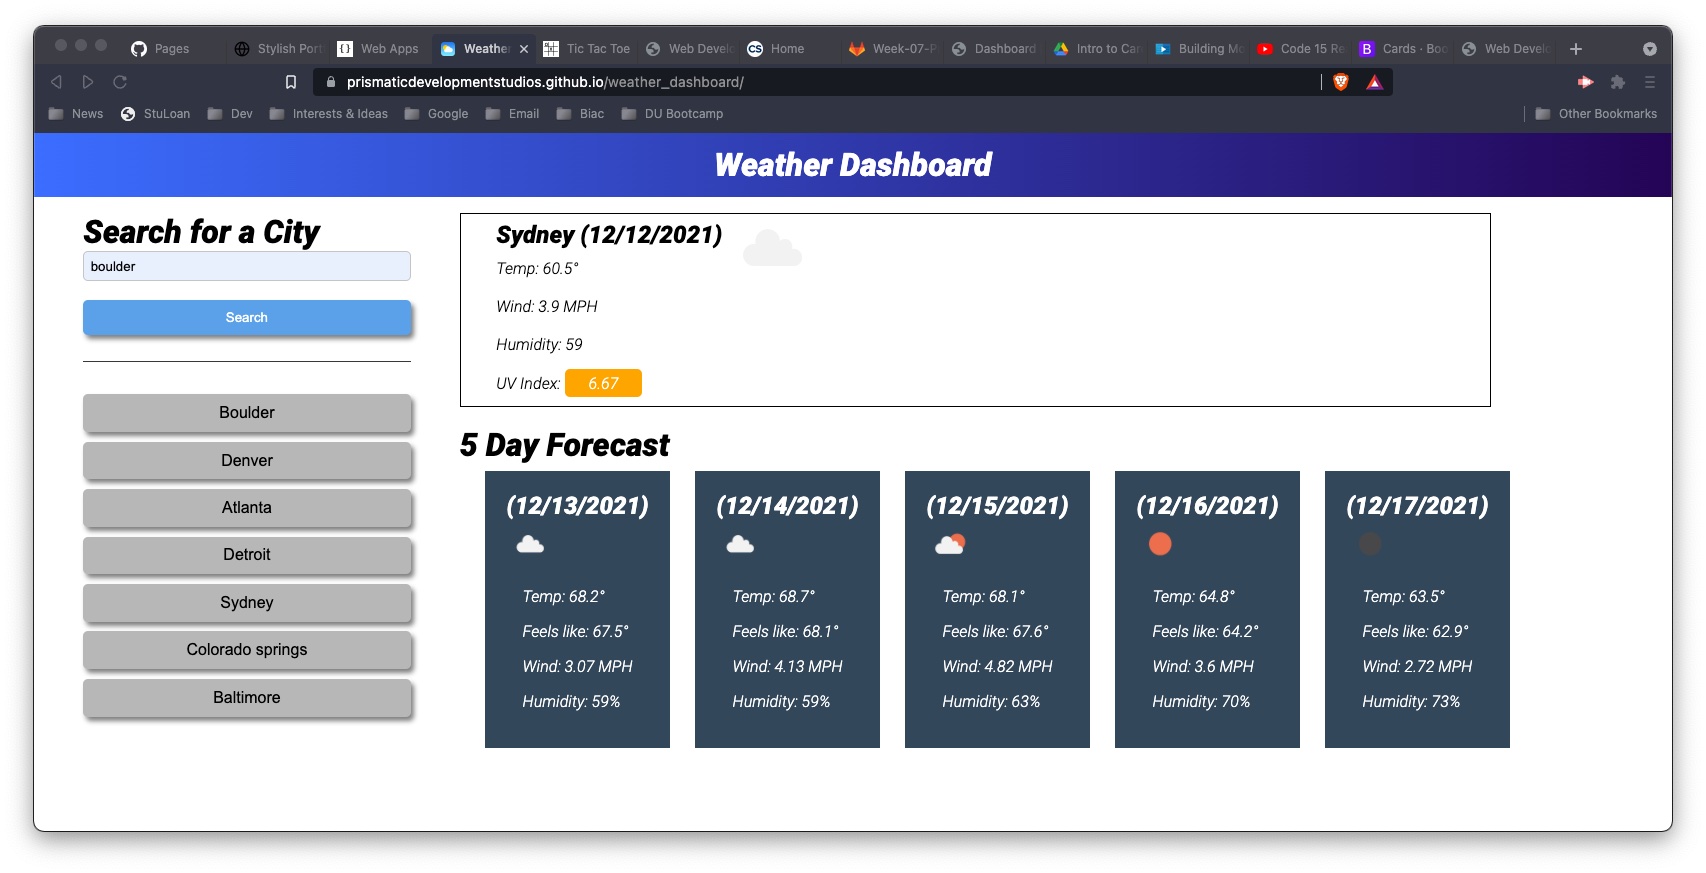 Pages
Stylish Port
Web Apps
Weather
Tic Tac Toe
Web Develo
CS
Home
Week-07-P
Dashboard
Intro to Car
Building Mo
Code 15 Re
B
Cards · Boo
Web Develo
prismaticdevelopmentstudios.github.io/weather_dashboard/
News
StuLoan
Dev
Interests & Ideas
Google
Email
Biac
DU Bootcamp
Other Bookmarks
Weather Dashboard
Search for a City
boulder
Search
Boulder
Denver
Atlanta
Detroit
Sydney
Colorado springs
Baltimore
Sydney (12/12/2021)
Temp: 60.5°
Wind: 3.9 MPH
Humidity: 59
UV Index: 6.67
5 Day Forecast
(12/13/2021)
Temp: 68.2°
Feels like: 67.5°
Wind: 3.07 MPH
Humidity: 59%
(12/14/2021)
Temp: 68.7°
Feels like: 68.1°
Wind: 4.13 MPH
Humidity: 59%
(12/15/2021)
Temp: 68.1°
Feels like: 67.6°
Wind: 4.82 MPH
Humidity: 63%
(12/16/2021)
Temp: 64.8°
Feels like: 64.2°
Wind: 3.6 MPH
Humidity: 70%
(12/17/2021)
Temp: 63.5°
Feels like: 62.9°
Wind: 2.72 MPH
Humidity: 73%